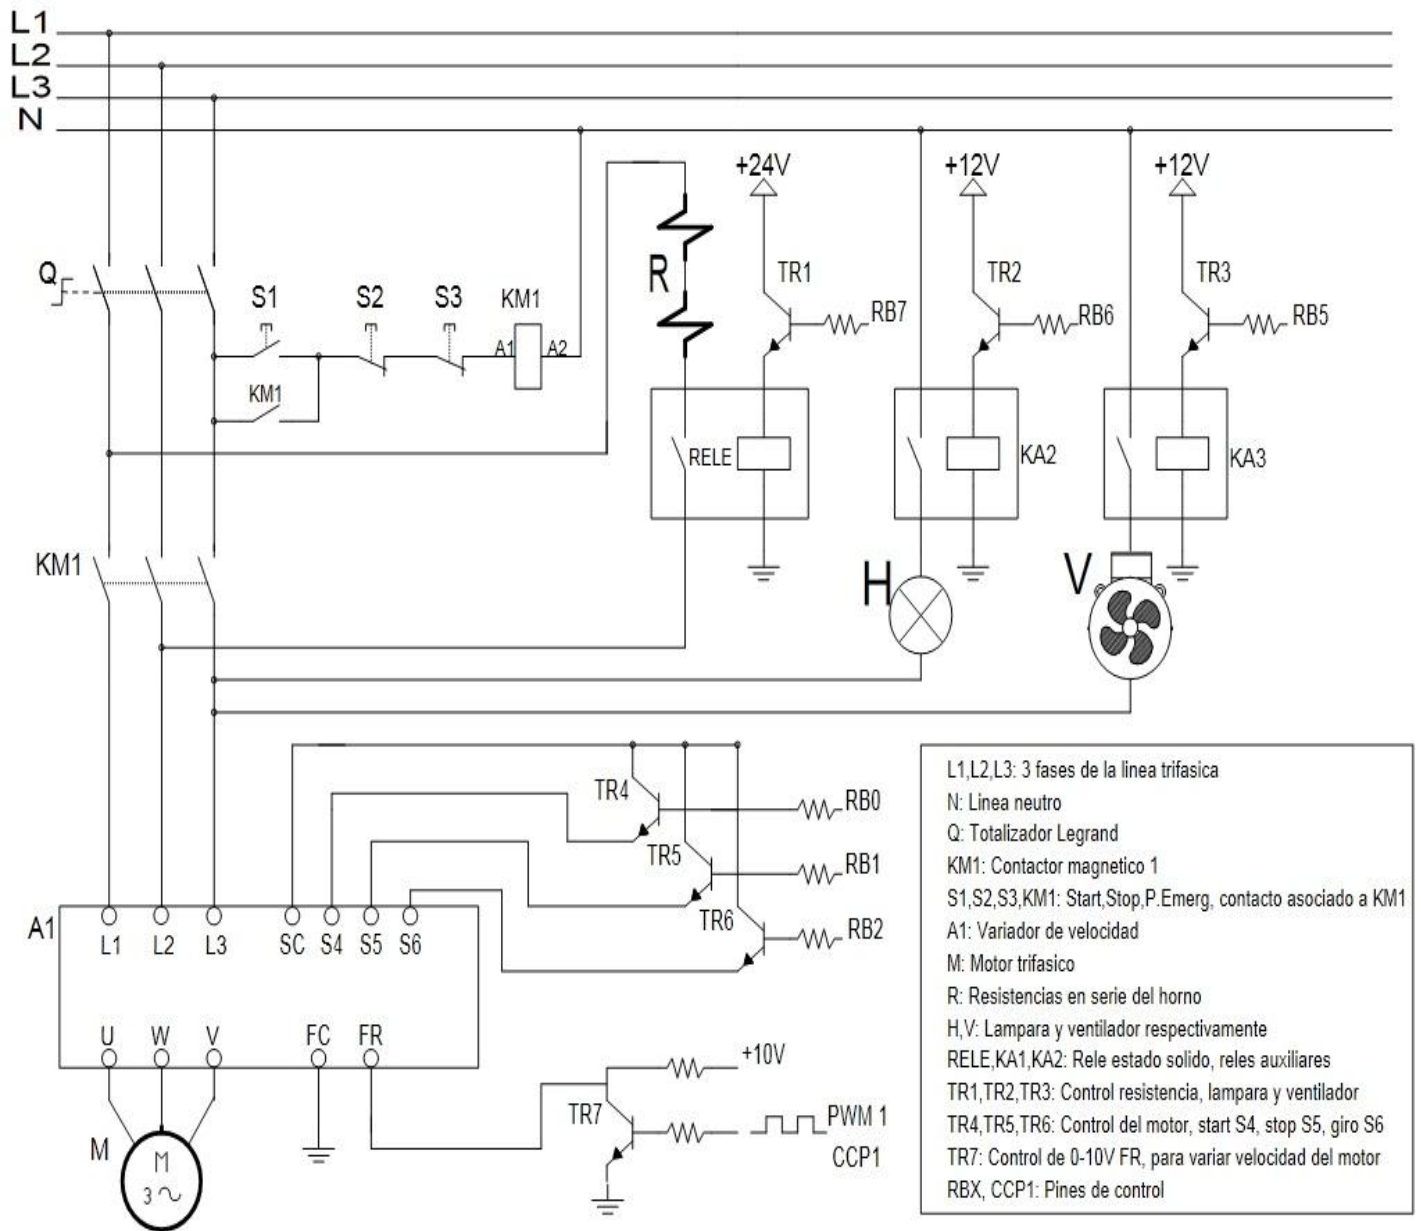 L1
L2
L3
N
Q
S1
S2
S3
KM1
A1
A2
KM1
R
+24V
TR1
RB7
RELE
+12V
TR2
RB6
KA2
+12V
TR3
RB5
KA3
KM1
H
V
TR4
RB0
TR5
RB1
TR6
RB2
A1
L1
L2
L3
SC
S4
S5
S6
U
W
V
FC
FR
M
M
3
+10V
TR7
PWM 1
CCP1
L1,L2,L3: 3 fases de la linea trifasica
N: Linea neutro
Q: Totalizador Legrand
KM1: Contactor magnetico 1
S1,S2,S3,KM1: Start,Stop,P.Emerg, contacto asociado a KM1
A1: Variador de velocidad
M: Motor trifasico
R: Resistencias en serie del horno
H,V: Lampara y ventilador respectivamente
RELE,KA1,KA2: Rele estado solido, reles auxiliares
TR1,TR2,TR3: Control resistencia, lampara y ventilador
TR4,TR5,TR6: Control del motor, start S4, stop S5, giro S6
TR7: Control de 0-10V FR, para variar velocidad del motor
RBX, CCP1: Pines de control